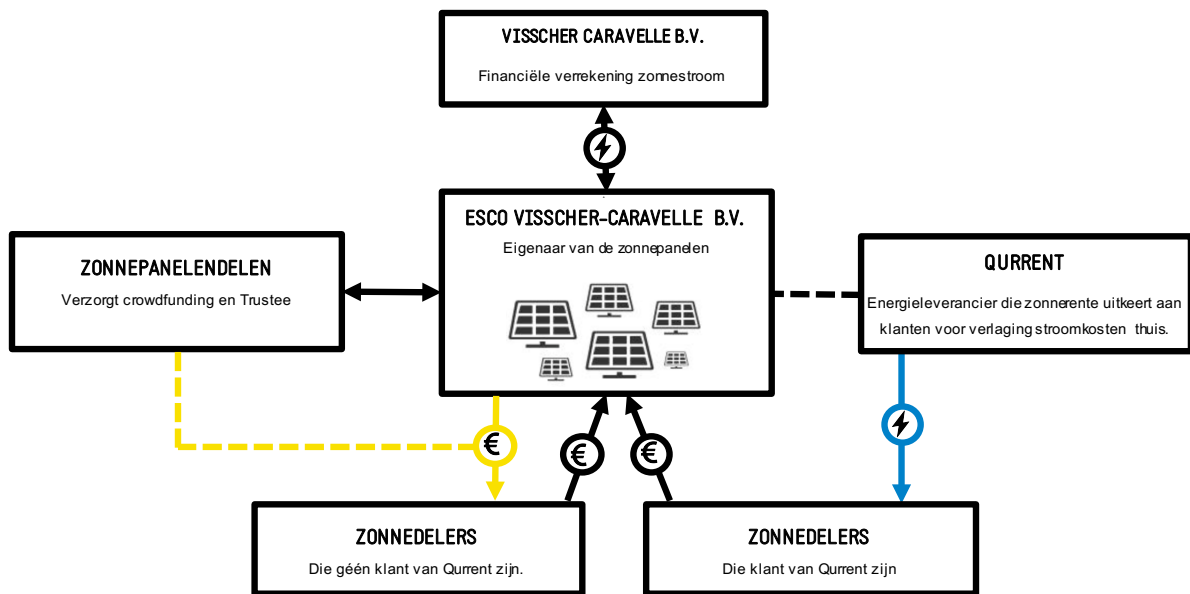 VISSCHER CARAVELLE B.V.
Financiële verrekening zonnestroom
ESCO VISSCHER-CARAVELLE B.V.
Eigenaar van de zonnepanelen
ZONNEPANELENDELEN
Verzorgt crowdfunding en Trustee
QURRENT
Energieleverancier die zonnerente uitkeert aan
klanten voor verlaging stroomkosten thuis.
€
€
€
ZONNEDELERS
Die géén klant van Qurrent zijn.
ZONNEDELERS
Die klant van Qurrent zijn